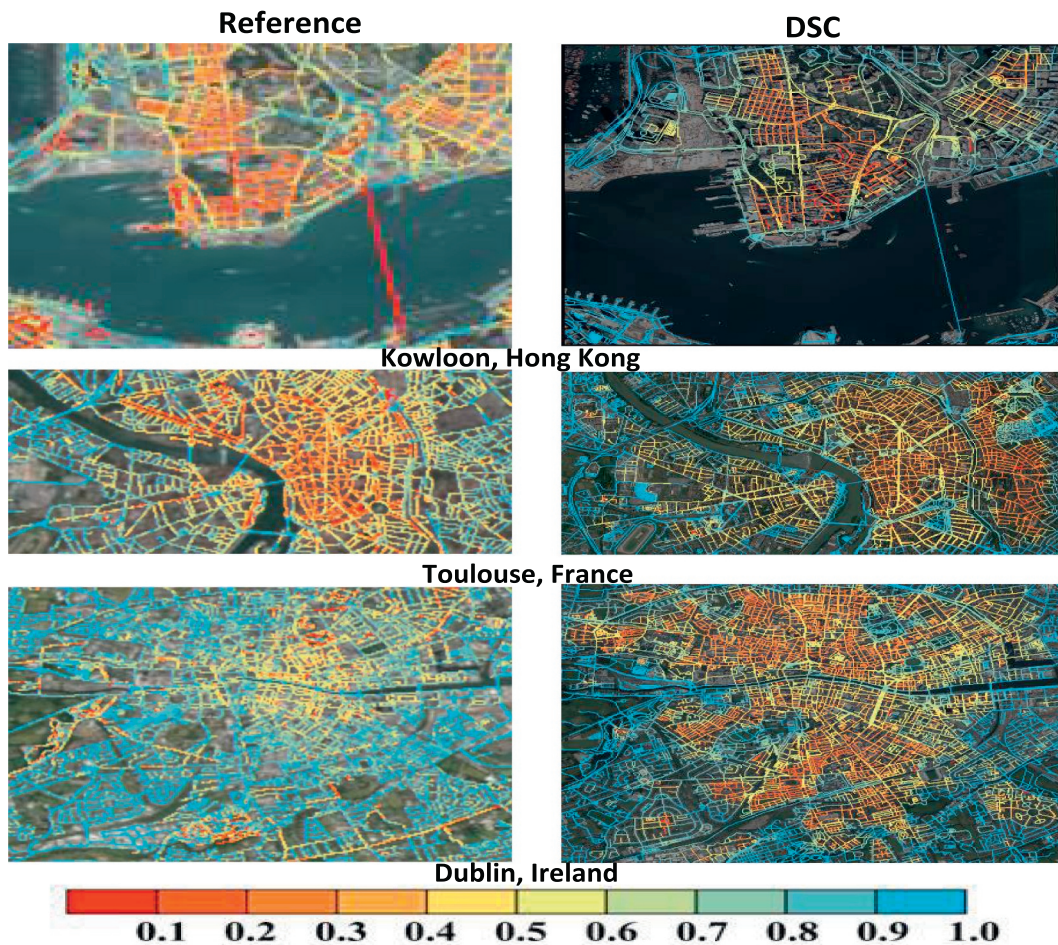 Reference DSC
Kowloon, Hong Kong
Toulouse, France
Dublin, Ireland
0.1 0.2 0.3 0.4 0.5 0.6 0.7 0.8 0.9 1.0